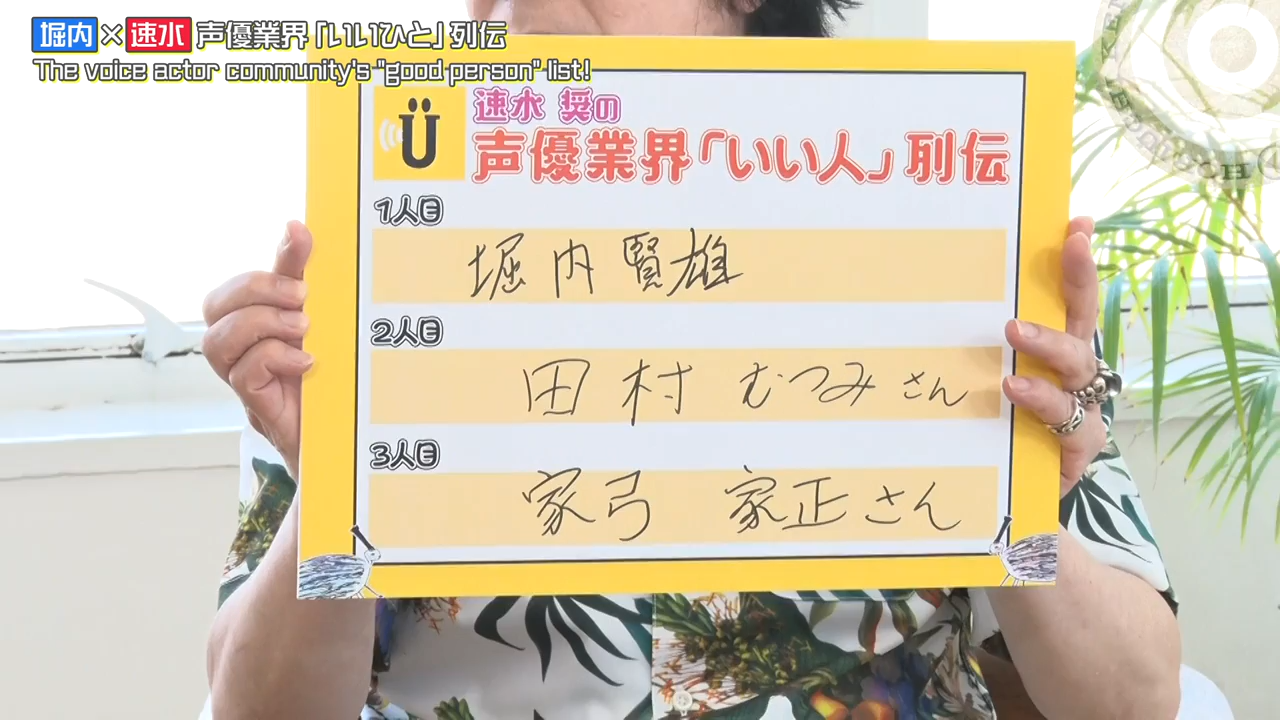 堀内×速水 声優業界「いいひと」列伝
The voice actor community's "good person" list!
Ü
速水 奨の
声優業界「いい人」列伝
1人目
堀内賢雄
2人目
田村 むつみさん
3人目
家弓 家正さん